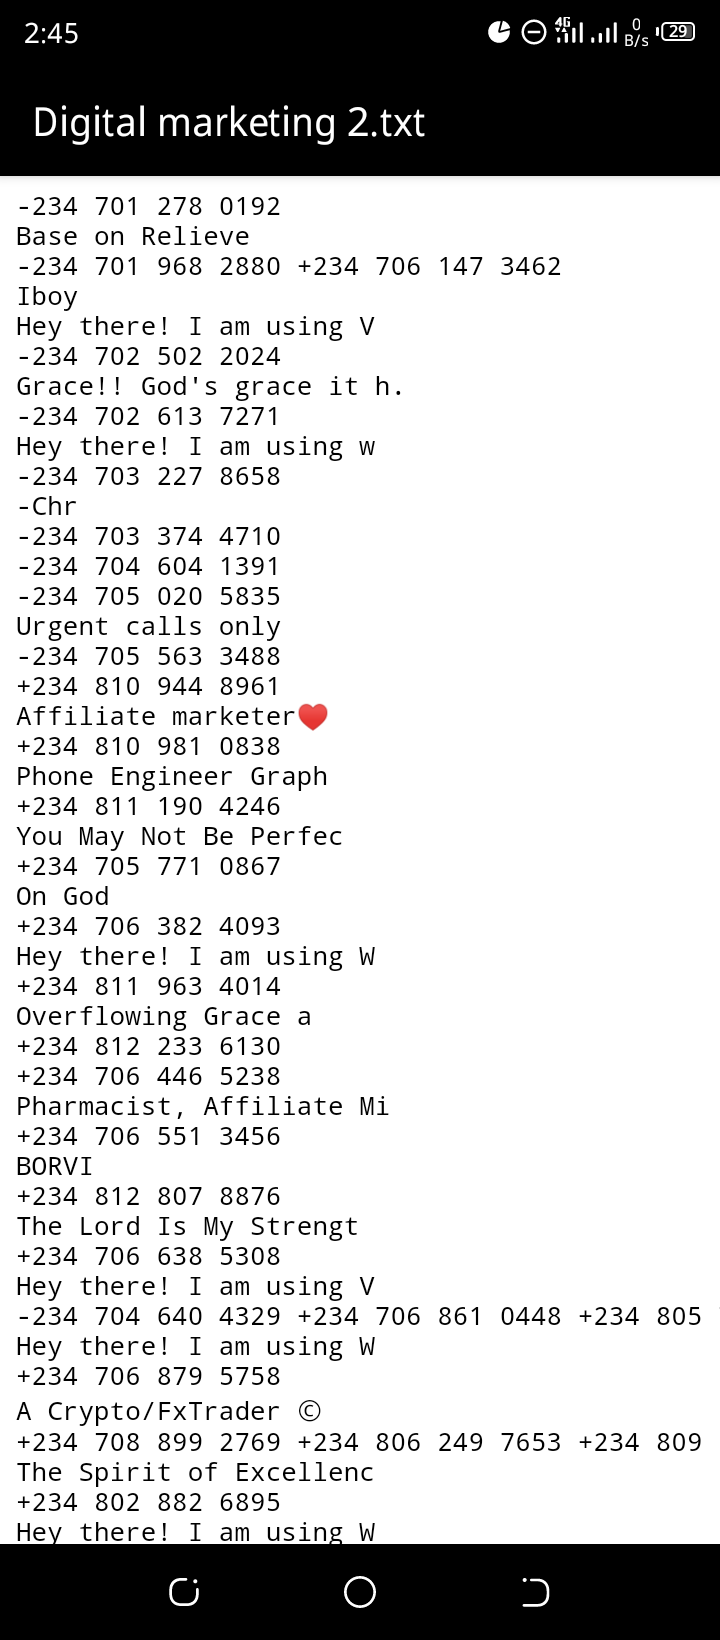 2:45
4G
0
B/s
29
Digital marketing 2.txt
-234 701 278 0192
Base on Relieve
-234 701 968 2880 +234 706 147 3462
Iboy
Hey there! I am using V
-234 702 502 2024
Grace!! God's grace it h.
-234 702 613 7271
Hey there! I am using w
-234 703 227 8658
-Chr
-234 703 374 4710
-234 704 604 1391
-234 705 020 5835
Urgent calls only
-234 705 563 3488
+234 810 944 8961
Affiliate marketer❤️
+234 810 981 0838
Phone Engineer Graph
+234 811 190 4246
You May Not Be Perfec
+234 705 771 0867
On God
+234 706 382 4093
Hey there! I am using W
+234 811 963 4014
Overflowing Grace a
+234 812 233 6130
+234 706 446 5238
Pharmacist, Affiliate Mi
+234 706 551 3456
BORVI
+234 812 807 8876
The Lord Is My Strengt
+234 706 638 5308
Hey there! I am using V
-234 704 640 4329 +234 706 861 0448 +234 805
Hey there! I am using W
+234 706 879 5758
A Crypto/FxTrader ©
+234 708 899 2769 +234 806 249 7653 +234 809
The Spirit of Excellenc
+234 802 882 6895
Hey there! I am using W